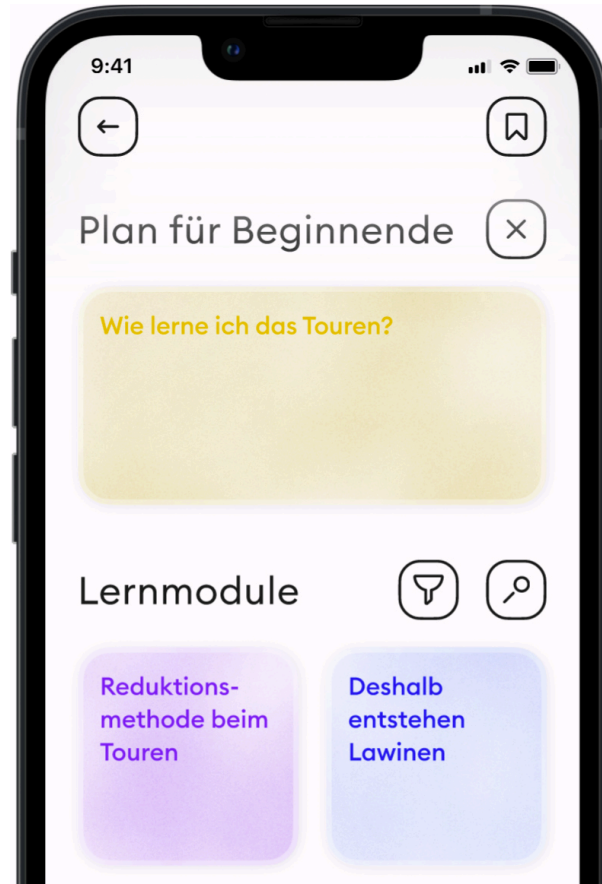 9:41
Plan für Beginnende
Wie lerne ich das Touren?
Lernmodule
Reduktions-
methode beim
Touren
Deshalb
entstehen
Lawinen